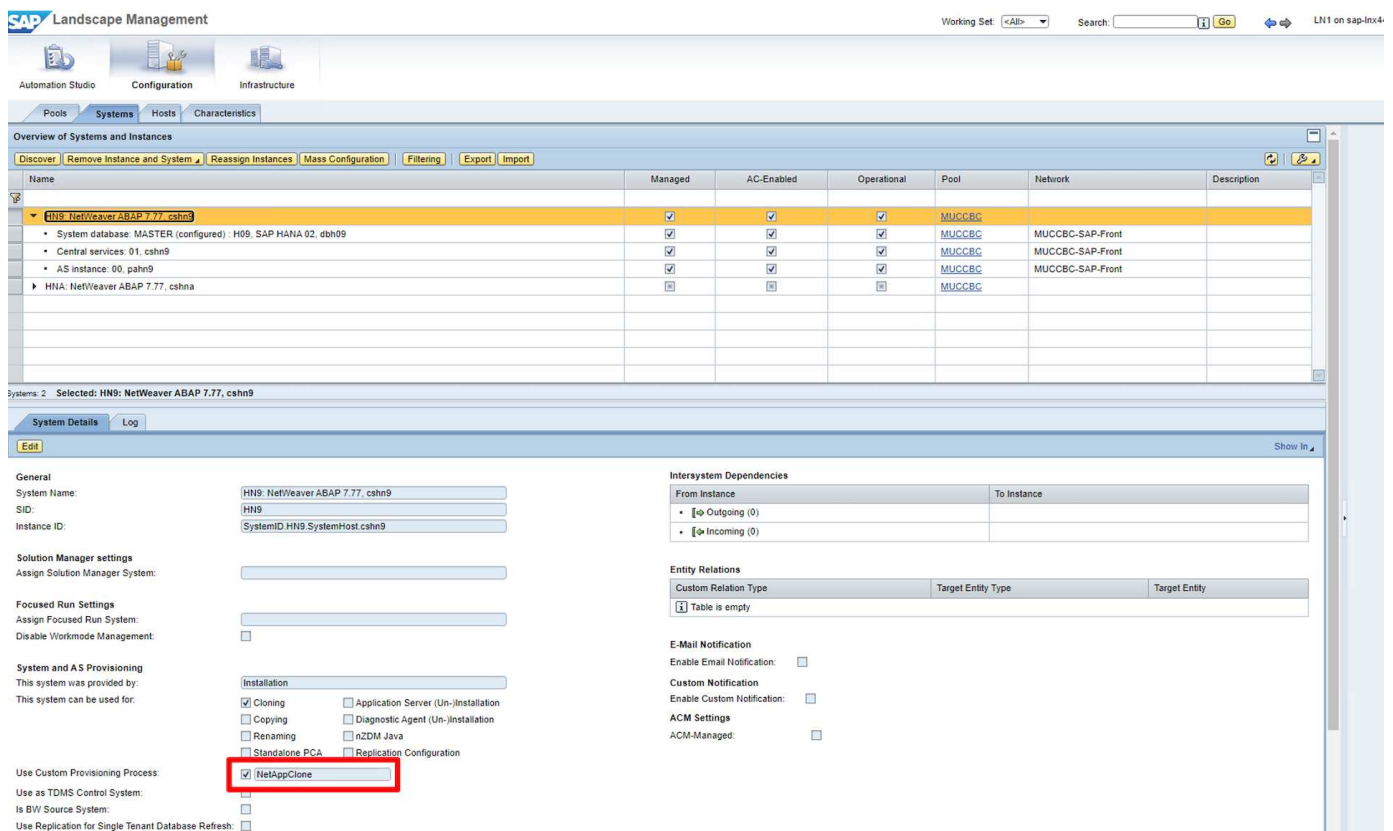 SAP Landscape Management
Working Set: <All> Search: Go LN1 on sap-lnx4
Automation Studio Configuration Infrastructure
Pools Systems Hosts Characteristics
Overview of Systems and Instances
Discover Remove Instance and System Reassign Instances Mass Configuration Filtering Export Import
Name Managed AC-Enabled Operational Pool Network Description
HN9: NetWeaver ABAP 7.77, cshn9 MUCCBC
• System database: MASTER (configured) : H09, SAP HANA 02, dbh09 MUCCBC MUCCBC-SAP-Front
• Central services: 01, cshn9 MUCCBC MUCCBC-SAP-Front
• AS instance: 00, pahn9 MUCCBC MUCCBC-SAP-Front
HNA: NetWeaver ABAP 7.77, cshna MUCCBC
Systems: 2 Selected: HN9: NetWeaver ABAP 7.77, cshn9
System Details Log
Edit Show In
General
System Name: HN9: NetWeaver ABAP 7.77, cshn9
SID: HN9
Instance ID: SystemID.HN9.SystemHost.cshn9
Solution Manager settings
Assign Solution Manager System:
Focused Run Settings
Assign Focused Run System:
Disable Workmode Management:
System and AS Provisioning
This system was provided by: Installation
This system can be used for: Cloning Application Server (Un-)Installation
Copying Diagnostic Agent (Un-)Installation
Renaming nZDM Java
Standalone PCA Replication Configuration
Use Custom Provisioning Process: NetAppClone
Use as TDMS Control System:
Is BW Source System:
Use Replication for Single Tenant Database Refresh:
Intersystem Dependencies
From Instance To Instance
• Outgoing (0)
• Incoming (0)
Entity Relations
Custom Relation Type Target Entity Type Target Entity
Table is empty
E-Mail Notification
Enable Email Notification:
Custom Notification
Enable Custom Notification:
ACM Settings
ACM-Managed: